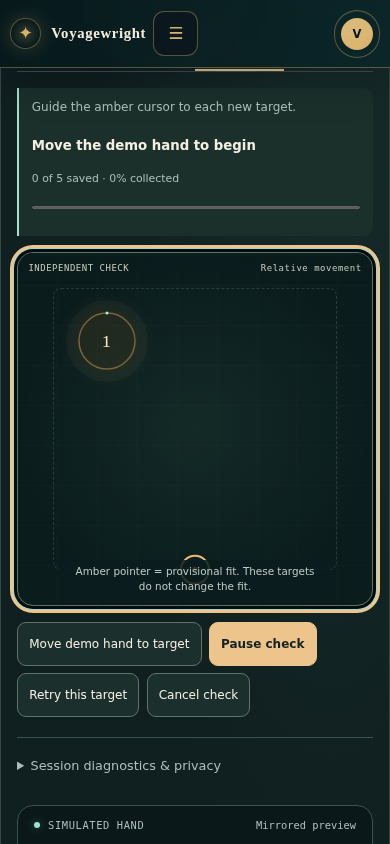 Voyagewright
V
Guide the amber cursor to each new target.
Move the demo hand to begin
0 of 5 saved · 0% collected
INDEPENDENT CHECK
Relative movement
1
Amber pointer = provisional fit. These targets
do not change the fit.
Move demo hand to target
Pause check
Retry this target
Cancel check
Session diagnostics & privacy
SIMULATED HAND
Mirrored preview